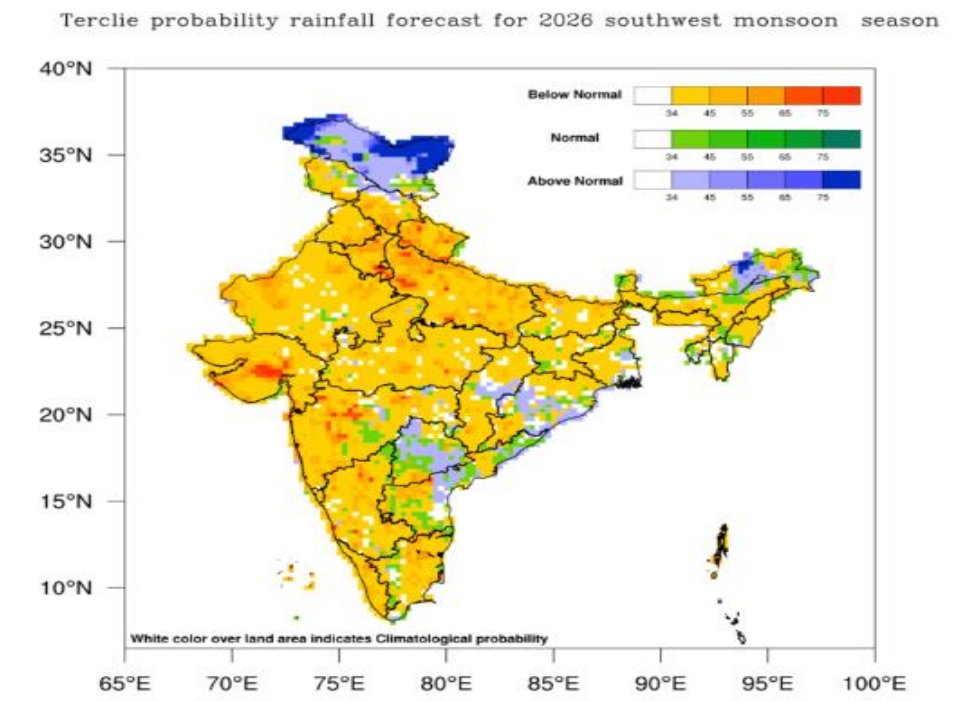 Terclie probability rainfall forecast for 2026 southwest monsoon season
40°N
35°N
30°N
25°N
20°N
15°N
10°N
Below Normal
34 45 55 65 75
Normal
34 45 55 65 75
Above Normal
34 45 55 65 75
White color over land area indicates Climatological probability
65°E 70°E 75°E 80°E 85°E 90°E 95°E 100°E